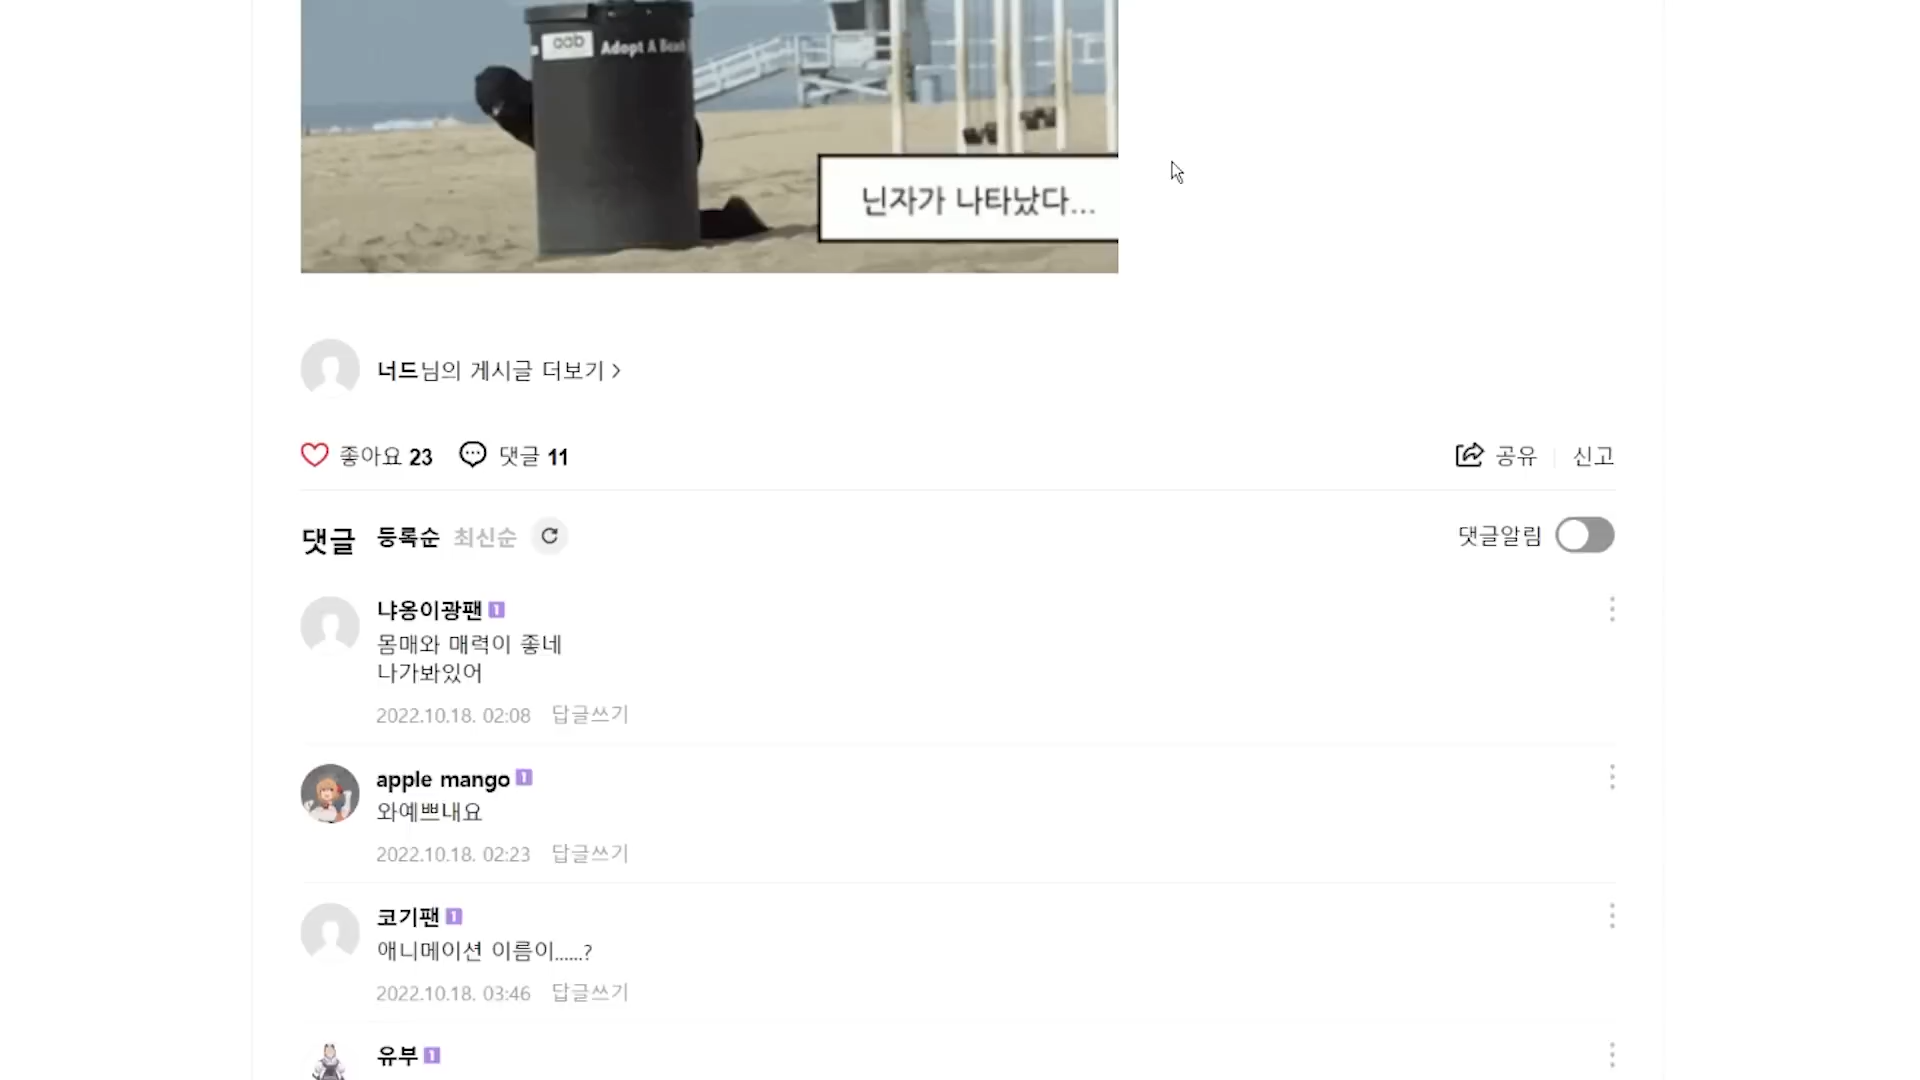 Adopt A Beach
닌자가 나타났다...
너드님의 게시글 더보기 >
좋아요 23 댓글 11
공유 신고
댓글 등록순 최신순
댓글알림
냐옹이광팬 1
몸매와 매력이 좋네
나가봐있어
2022.10.18. 02:08 답글쓰기
apple mango 1
와예쁘내요
2022.10.18. 02:23 답글쓰기
코기팬 1
애니메이션 이름이......?
2022.10.18. 03:46 답글쓰기
유부 1